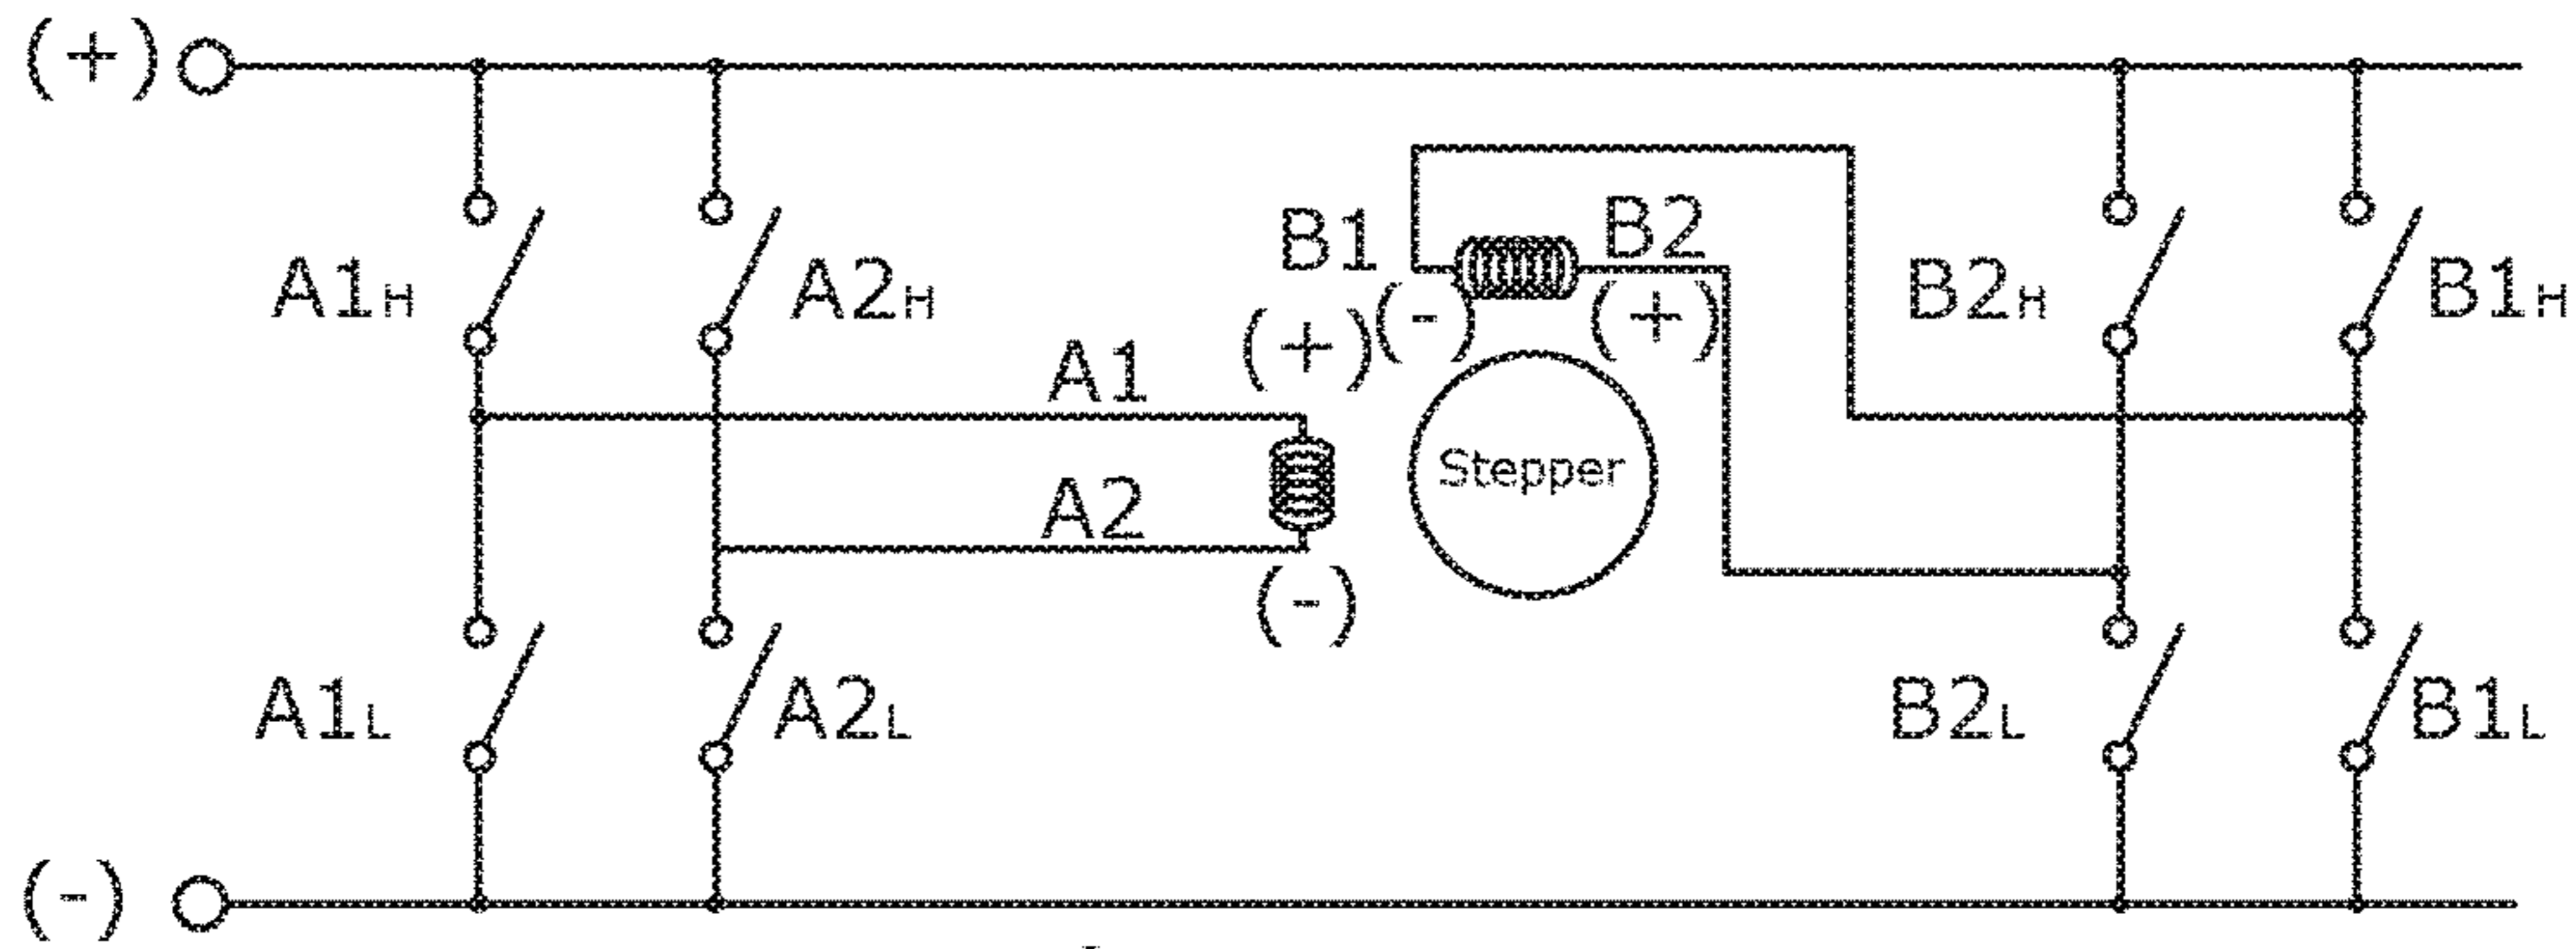 (+)
B1
B2
A1H
A2H
(+)
(-)
(+)
B2H
B1H
A1
Stepper
A2
(-)
A1L
A2L
B2L
B1L
(-)